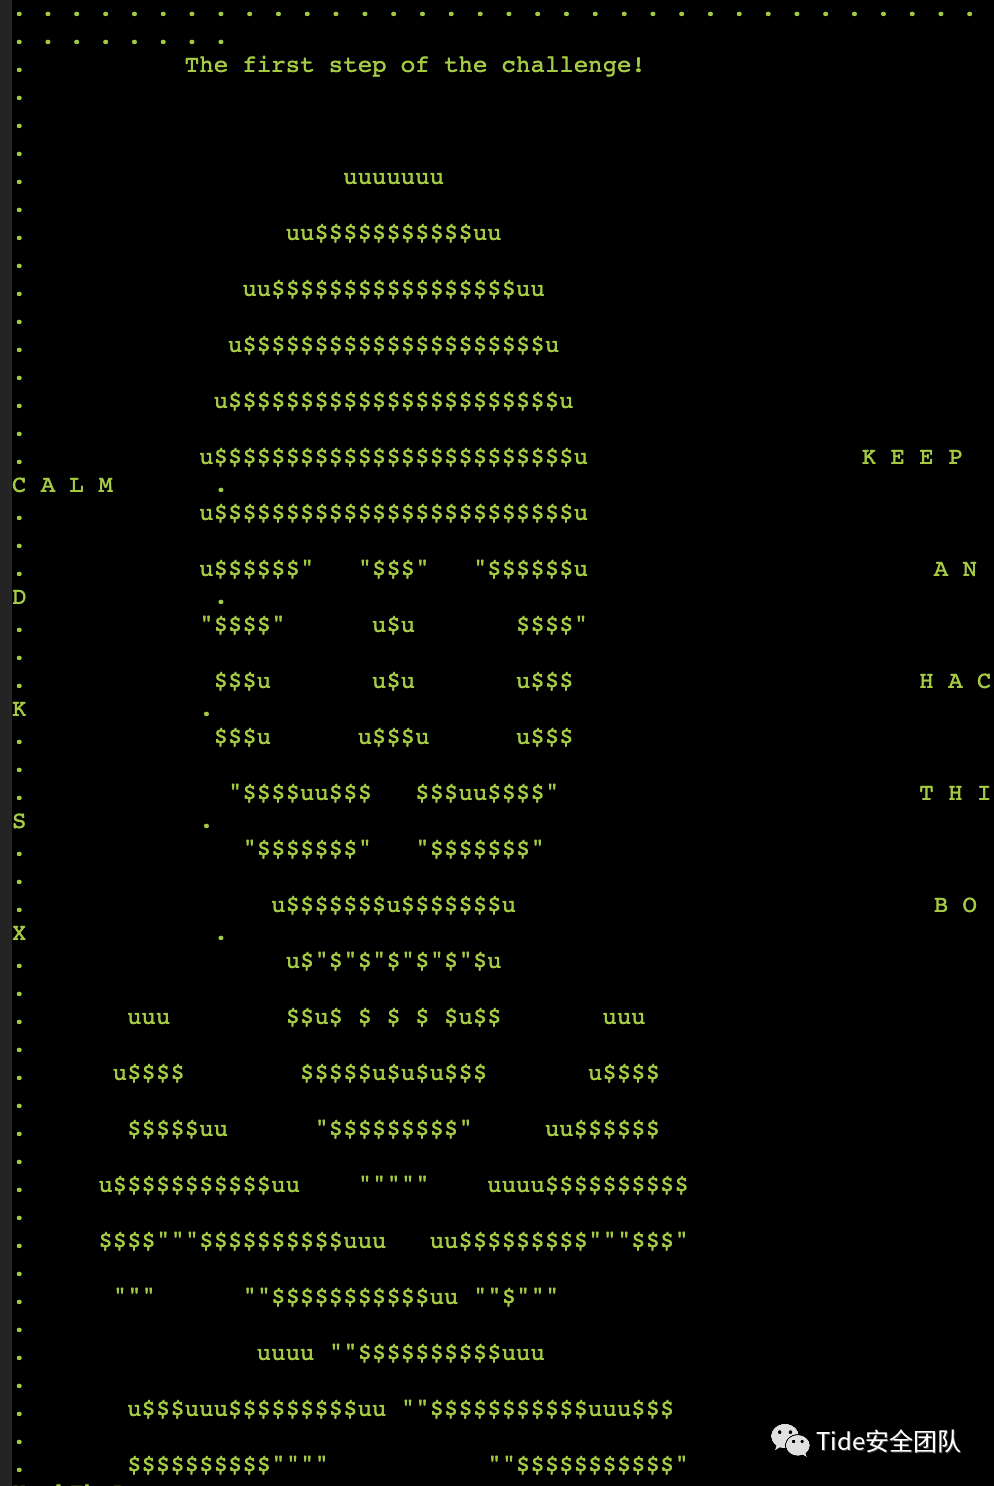 . . . . . . . . . . . . . . . . . . . . . . . . . . . . . . . . . .
. . . . . . . .
.           The first step of the challenge!
.
.
.
.                      uuuuuuu
.
.                  uu$$$$$$$$$$$uu
.
.               uu$$$$$$$$$$$$$$$$$uu
.
.              u$$$$$$$$$$$$$$$$$$$$$u
.
.             u$$$$$$$$$$$$$$$$$$$$$$$u
.
.            u$$$$$$$$$$$$$$$$$$$$$$$$$u                   K E E P
C A L M       .
.            u$$$$$$$$$$$$$$$$$$$$$$$$$u
.
.            u$$$$$$"   "$$$"   "$$$$$$u                        A N
D             .
.            "$$$$"      u$u       $$$$"
.
.             $$$u       u$u       u$$$                        H A C
K            .
.             $$$u      u$$$u      u$$$
.
.              "$$$$uu$$$   $$$uu$$$$"                         T H I
S            .
.               "$$$$$$$"   "$$$$$$$"
.
.                 u$$$$$$$u$$$$$$$u                             B O
X             .
.                  u$"$"$"$"$"$"$u
.
.       uuu        $$u$ $ $ $ $u$$       uuu
.
.      u$$$$        $$$$$u$u$u$$$       u$$$$
.
.       $$$$$uu      "$$$$$$$$$"     uu$$$$$$
.
.     u$$$$$$$$$$$uu    """""    uuuu$$$$$$$$$$
.
.     $$$$"""$$$$$$$$$$uuu   uu$$$$$$$$$"""$$$"
.
.      """      ""$$$$$$$$$$$uu ""$"""
.
.                uuuu ""$$$$$$$$$$uuu
.
.       u$$$uuu$$$$$$$$$uu ""$$$$$$$$$$$uuu$$$
.
.       $$$$$$$$$$""""           ""$$$$$$$$$$$"
Tide安全团队